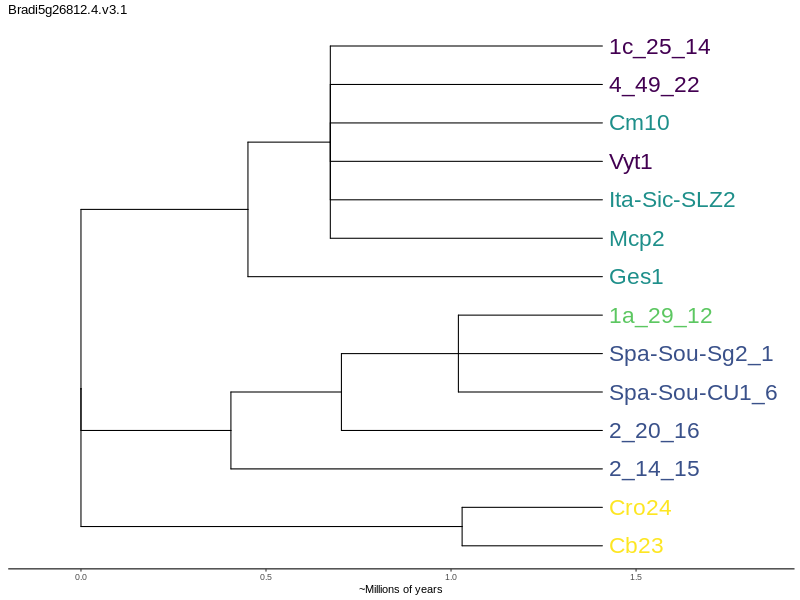 Bradi5g26812.4.v3.1
1c_25_14
4_49_22
Cm10
Vyt1
Ita-Sic-SLZ2
Mcp2
Ges1
1a_29_12
Spa-Sou-Sg2_1
Spa-Sou-CU1_6
2_20_16
2_14_15
Cro24
Cb23
0.0 0.5 1.0 1.5
~Millions of years